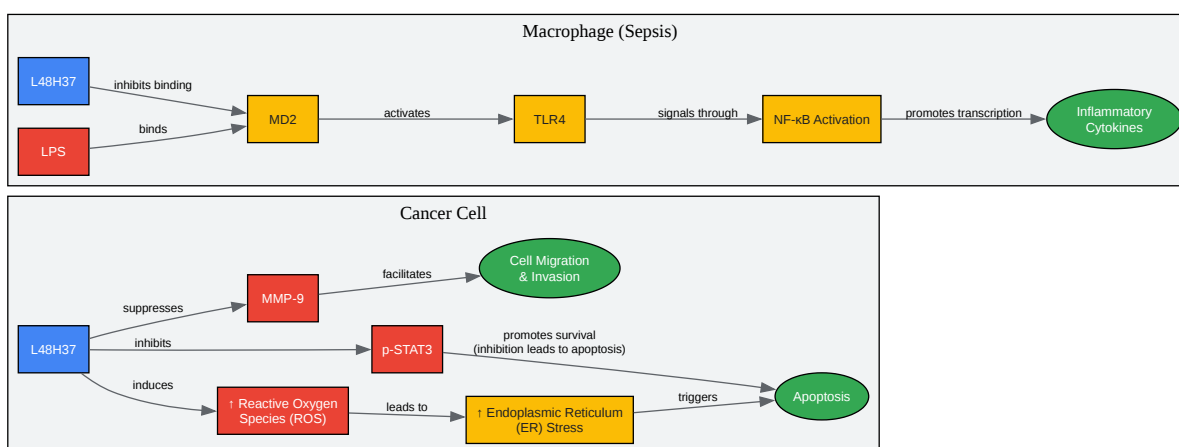 Macrophage (Sepsis)
L48H37
inhibits binding
LPS
binds
MD2
activates
TLR4
signals through
NF-κB Activation
promotes transcription
Inflammatory
Cytokines
Cancer Cell
L48H37
suppresses
MMP-9
facilitates
Cell Migration
& Invasion
inhibits
p-STAT3
promotes survival
(inhibition leads to apoptosis)
induces
↑ Reactive Oxygen
Species (ROS)
leads to
↑ Endoplasmic Reticulum
(ER) Stress
triggers
Apoptosis